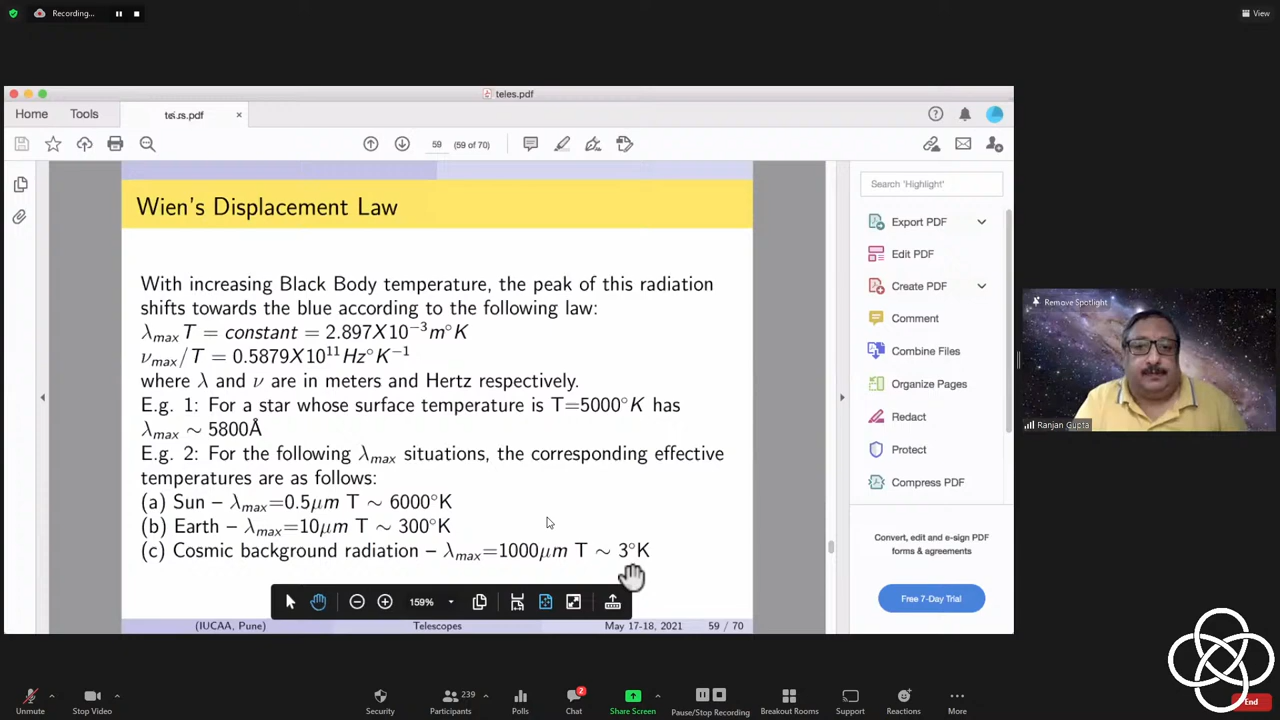 Recording...
View
teles.pdf
Home
Tools
×
59
(59 of 70)
Search 'Highlight'
Wien's Displacement Law
With increasing Black Body temperature, the peak of this radiation
shifts towards the blue according to the following law:
λmax T = constant = 2.897X10⁻³m°K
νmax/T = 0.5879X10¹¹Hz°K⁻¹
where λ and ν are in meters and Hertz respectively.
E.g. 1: For a star whose surface temperature is T=5000°K has
λmax ∼ 5800Å
E.g. 2: For the following λmax situations, the corresponding effective
temperatures are as follows:
(a) Sun – λmax=0.5μm T ∼ 6000°K
(b) Earth – λmax=10μm T ∼ 300°K
(c) Cosmic background radiation – λmax=1000μm T ∼ 3°K
159%
(IUCAA, Pune)
Telescopes
May 17-18, 2021
59 / 70
Export PDF
Edit PDF
Create PDF
Comment
Combine Files
Organize Pages
Redact
Protect
Compress PDF
Convert, edit and e-sign PDF
forms & agreements
Free 7-Day Trial
Remove Spotlight
Ranjan Gupta
Unmute
Stop Video
Security
239
Participants
Polls
2
Chat
Share Screen
Pause/Stop Recording
Breakout Rooms
Support
Reactions
More
End